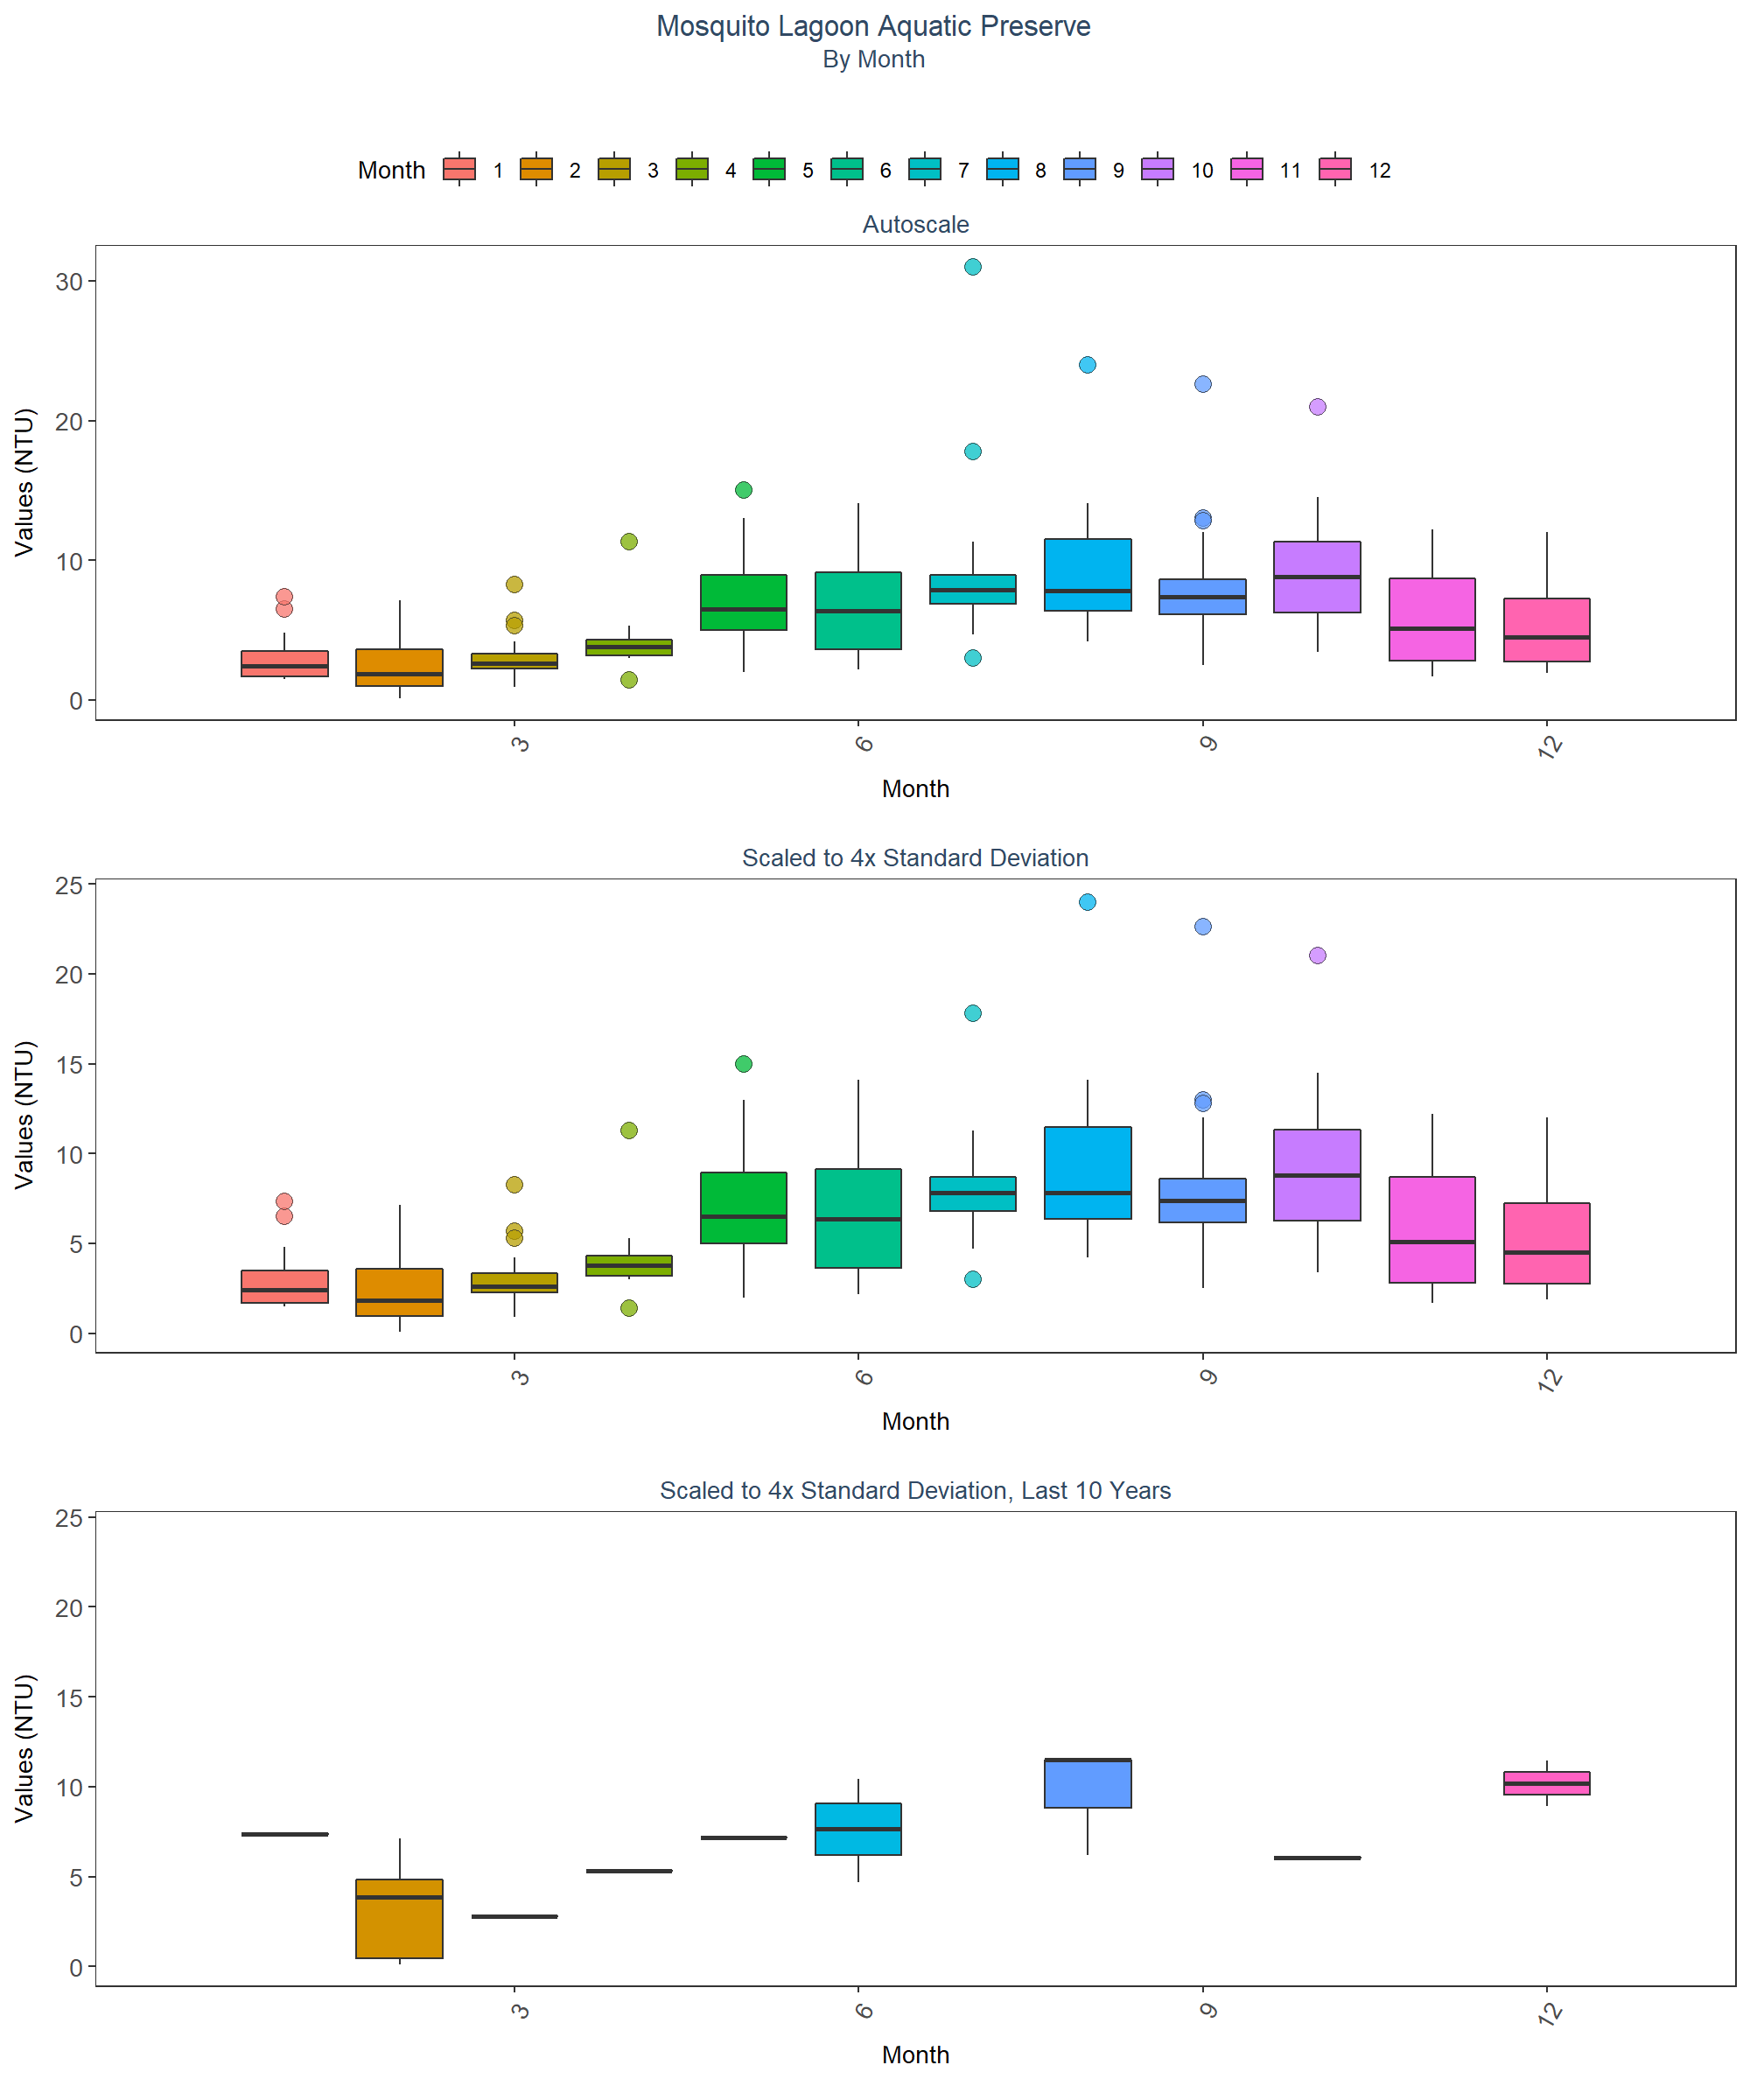 Mosquito Lagoon Aquatic Preserve
By Month
Month 1 2 3 4 5 6 7 8 9 10 11 12
Autoscale
Values (NTU)
30
20
10
0
3 6 9 12
Month
Scaled to 4x Standard Deviation
Values (NTU)
25
20
15
10
5
0
3 6 9 12
Month
Scaled to 4x Standard Deviation, Last 10 Years
Values (NTU)
25
20
15
10
5
0
3 6 9 12
Month